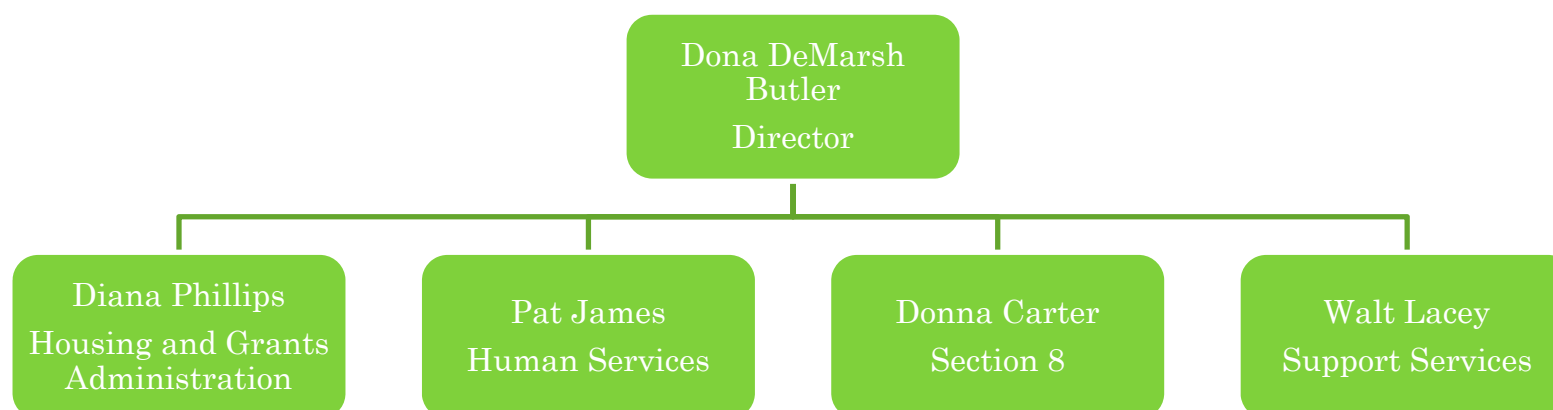 Dona DeMarsh
Butler
Director
Diana Phillips
Housing and Grants
Administration
Pat James
Human Services
Donna Carter
Section 8
Walt Lacey
Support Services